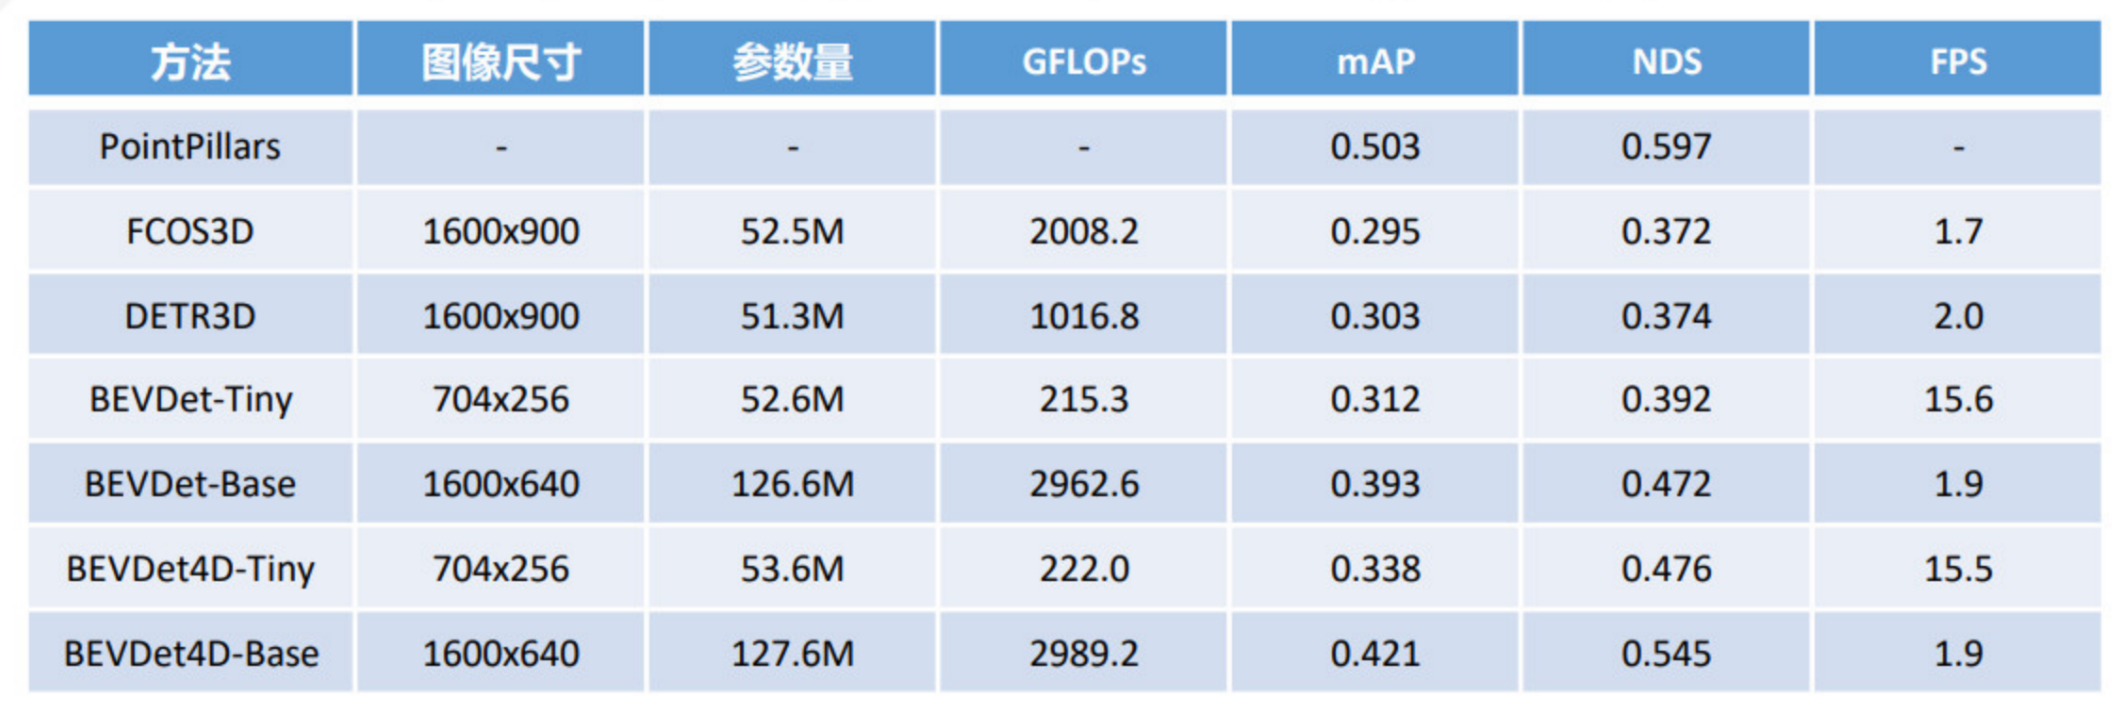 方法 图像尺寸 参数量 GFLOPs mAP NDS FPS
PointPillars - - - 0.503 0.597 -
FCOS3D 1600x900 52.5M 2008.2 0.295 0.372 1.7
DETR3D 1600x900 51.3M 1016.8 0.303 0.374 2.0
BEVDet-Tiny 704x256 52.6M 215.3 0.312 0.392 15.6
BEVDet-Base 1600x640 126.6M 2962.6 0.393 0.472 1.9
BEVDet4D-Tiny 704x256 53.6M 222.0 0.338 0.476 15.5
BEVDet4D-Base 1600x640 127.6M 2989.2 0.421 0.545 1.9